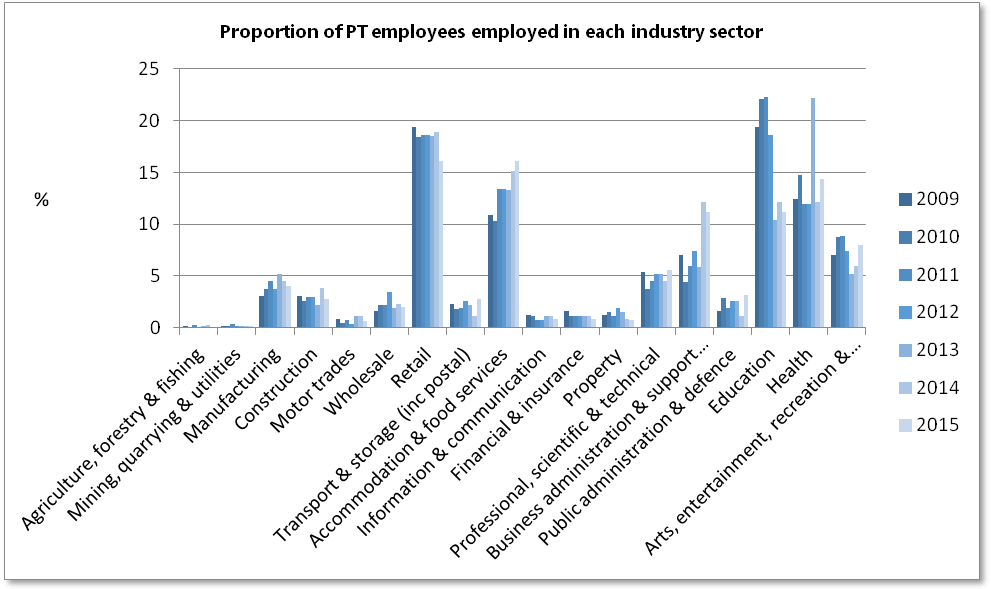 Proportion of PT employees employed in each industry sector
25
20
15
10
5
0
%
Agriculture, forestry & fishing
Mining, quarrying & utilities
Manufacturing
Construction
Motor trades
Wholesale
Retail
Transport & storage (inc postal)
Accommodation & food services
Information & communication
Financial & insurance
Property
Professional, scientific & technical
Business administration & support...
Public administration & defence
Education
Health
Arts, entertainment, recreation &...
2009
2010
2011
2012
2013
2014
2015